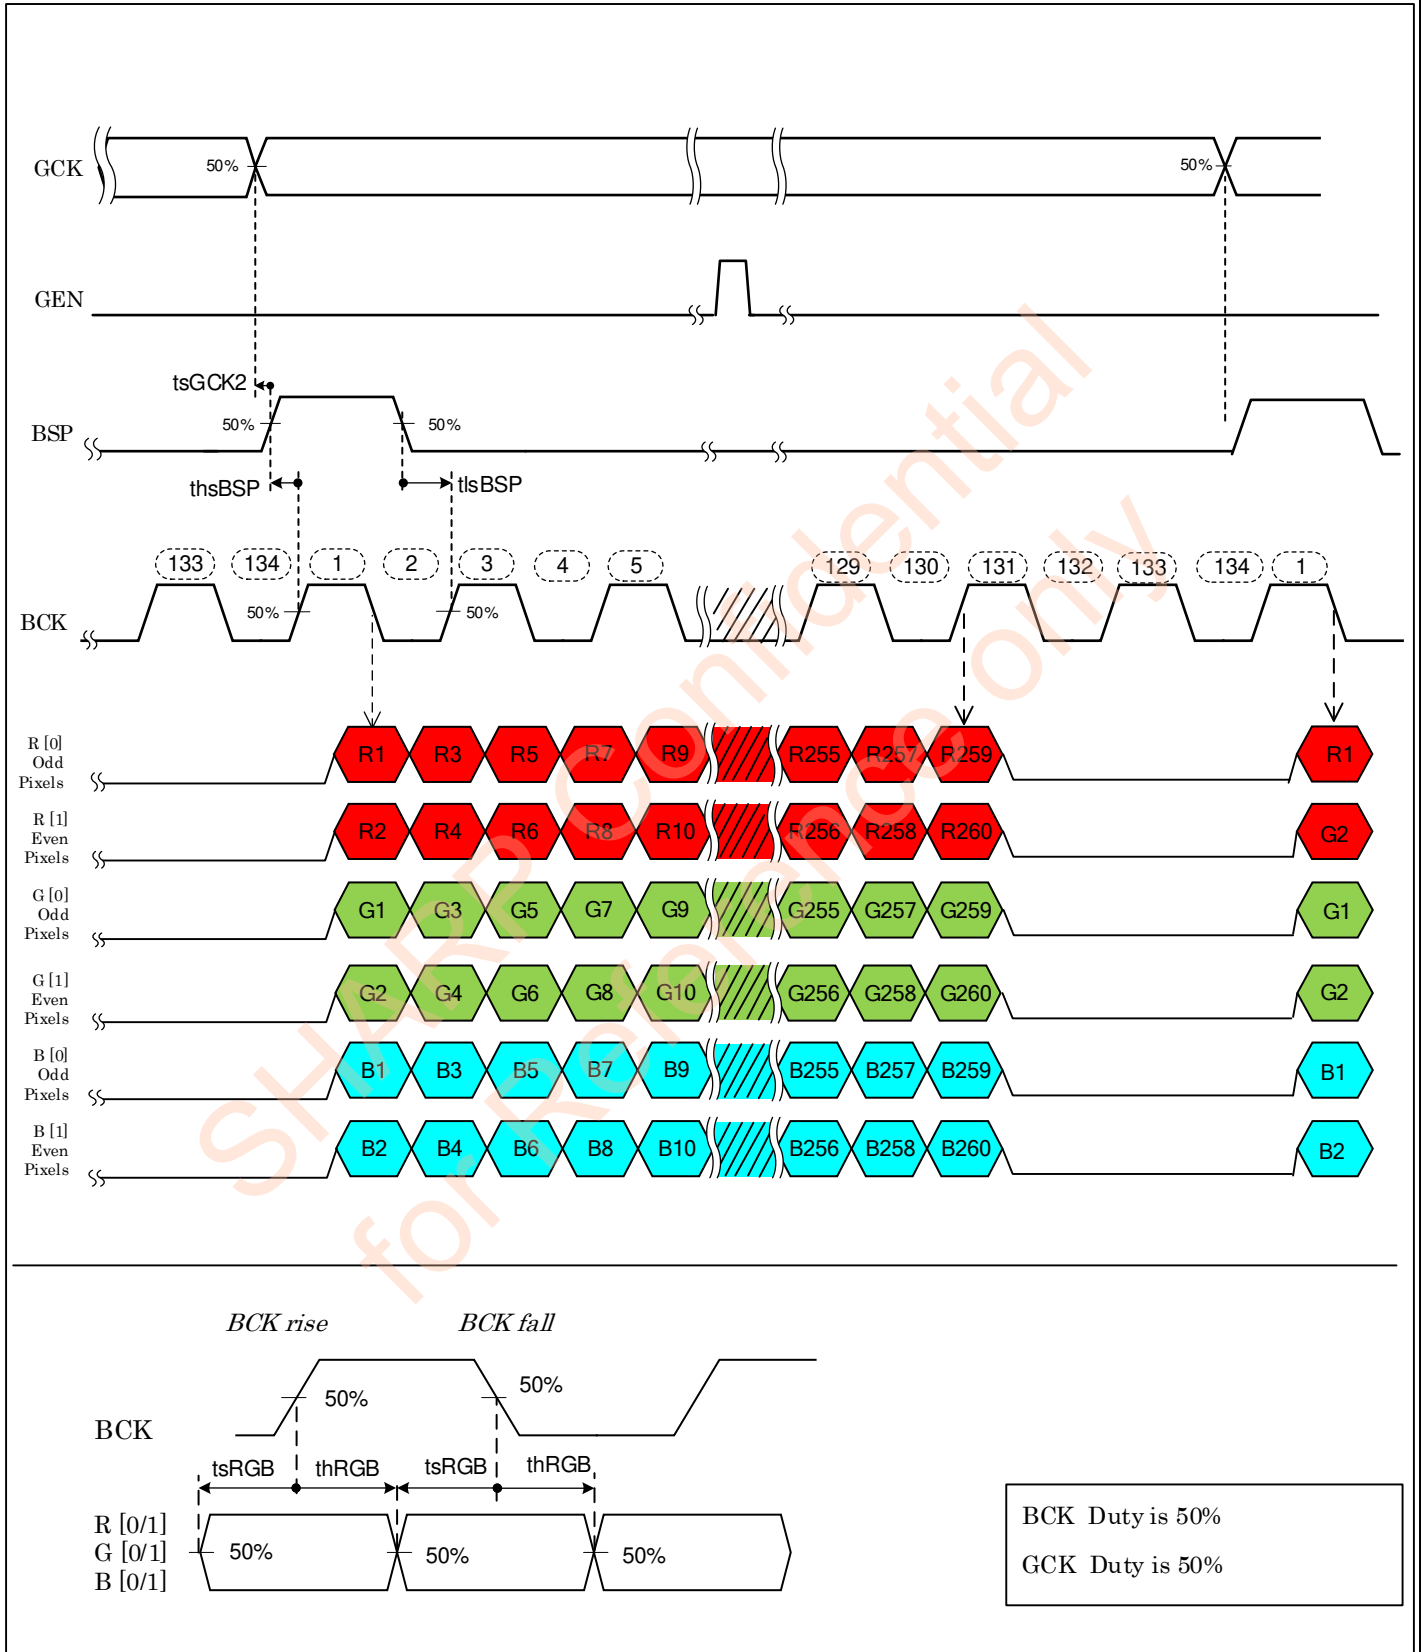 GCK
50%
50%
GEN
tsGCK2
BSP
50%
50%
thsBSP
tlsBSP
133 134 1 2 3 4 5 129 130 131 132 133 134 1
BCK
50%
50%
R [0]
Odd
Pixels
R1 R3 R5 R7 R9 R255 R257 R259 R1
R [1]
Even
Pixels
R2 R4 R6 R8 R10 R256 R258 R260 G2
G [0]
Odd
Pixels
G1 G3 G5 G7 G9 G255 G257 G259 G1
G [1]
Even
Pixels
G2 G4 G6 G8 G10 G256 G258 G260 G2
B [0]
Odd
Pixels
B1 B3 B5 B7 B9 B255 B257 B259 B1
B [1]
Even
Pixels
B2 B4 B6 B8 B10 B256 B258 B260 B2
SHARP Confidential
for Reference only
BCK rise
BCK fall
50%
50%
BCK
tsRGB thRGB tsRGB thRGB
R [0/1]
G [0/1]
B [0/1]
50% 50% 50%
BCK Duty is 50%
GCK Duty is 50%